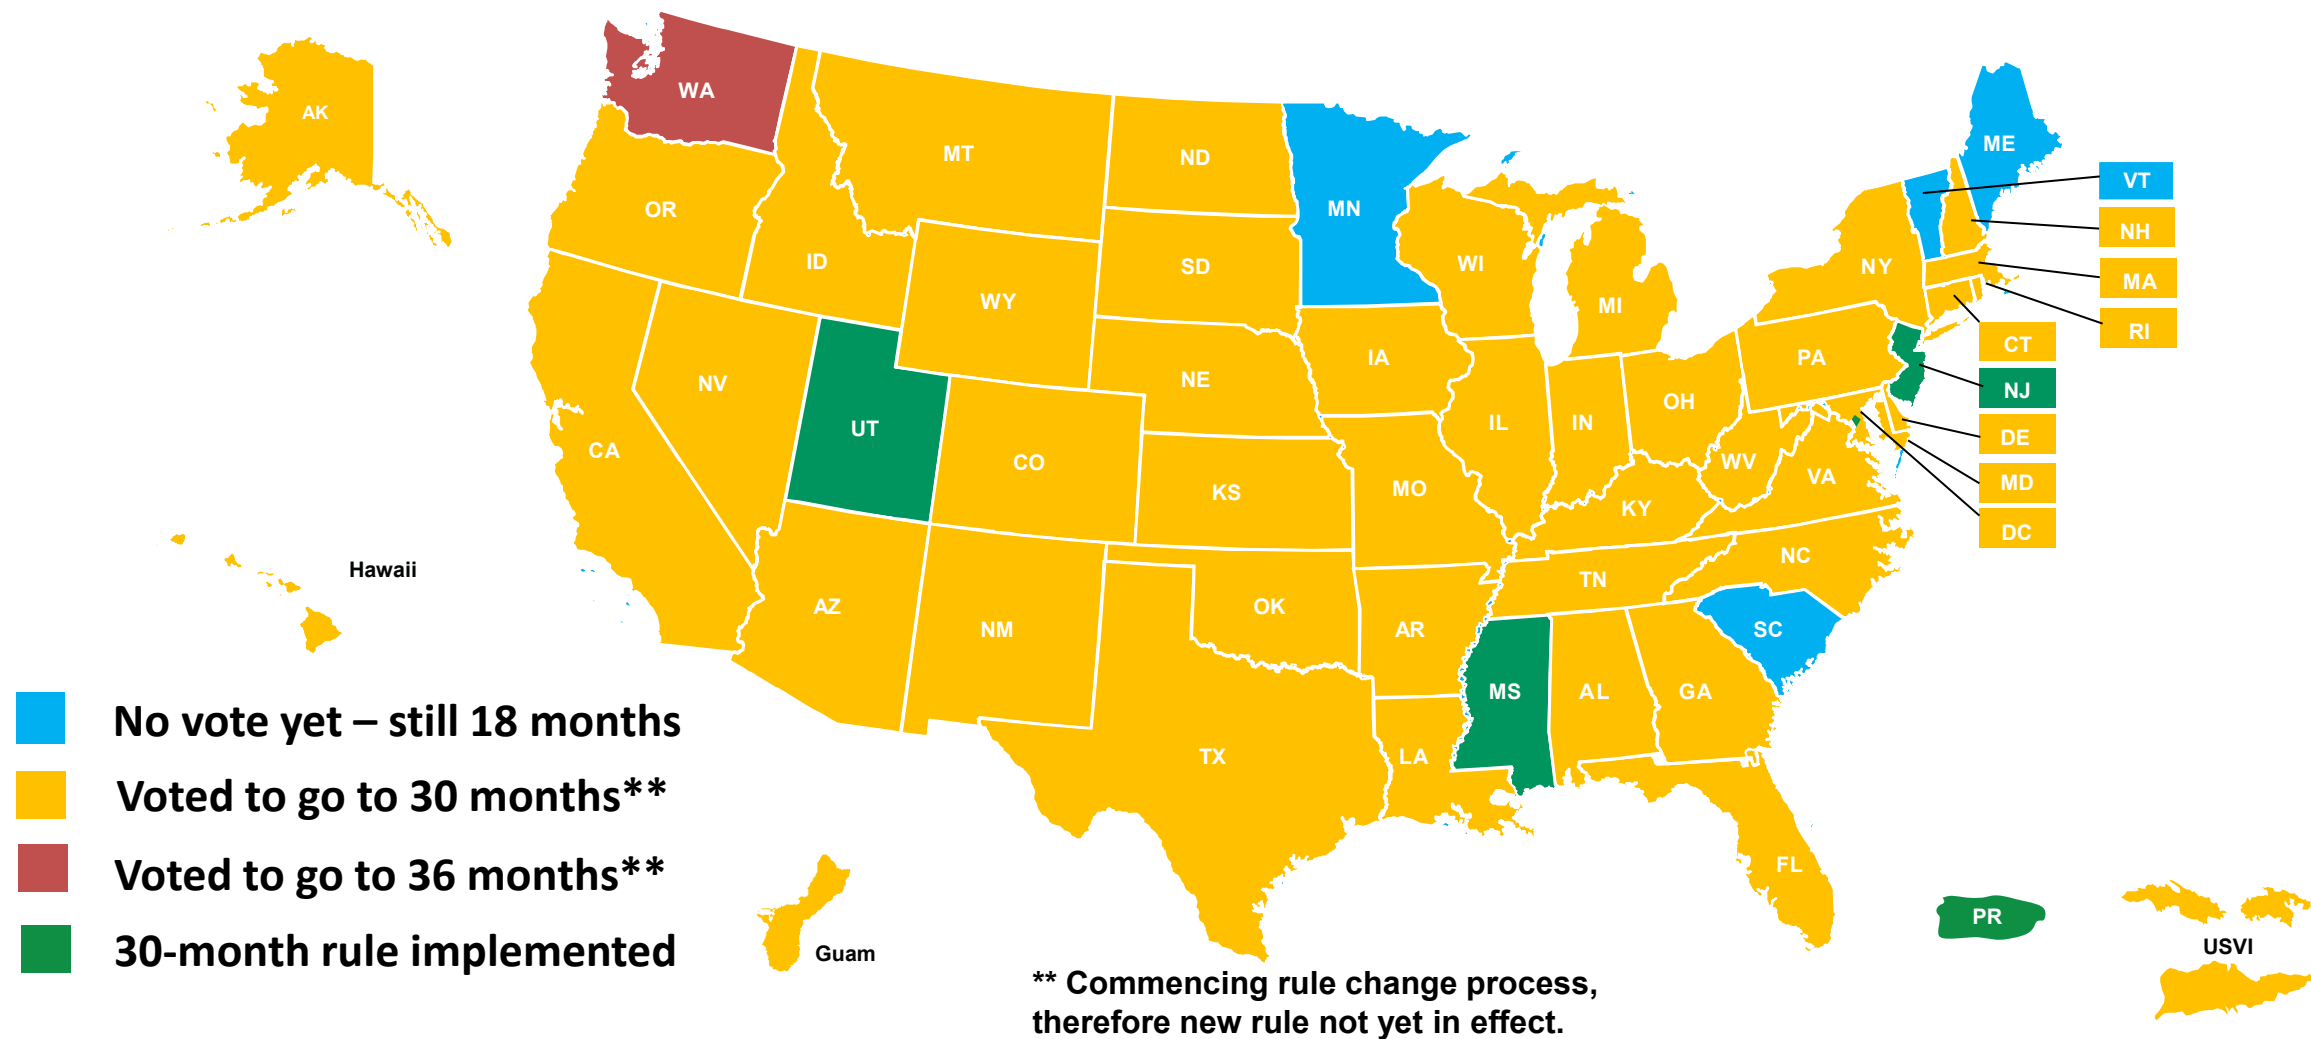 WA
AK
MT
ND
ME
VT
OR
MN
NH
ID
SD
WI
NY
MA
WY
MI
RI
CT
IA
PA
NV
NE
NJ
UT
OH
IL
IN
DE
CA
CO
WV
VA
KS
MO
MD
KY
DC
NC
Hawaii
TN
AZ
OK
NM
AR
SC
MS
AL
GA
No vote yet – still 18 months
TX
LA
Voted to go to 30 months**
FL
Voted to go to 36 months**
PR
30-month rule implemented
Guam
USVI
** Commencing rule change process,
therefore new rule not yet in effect.